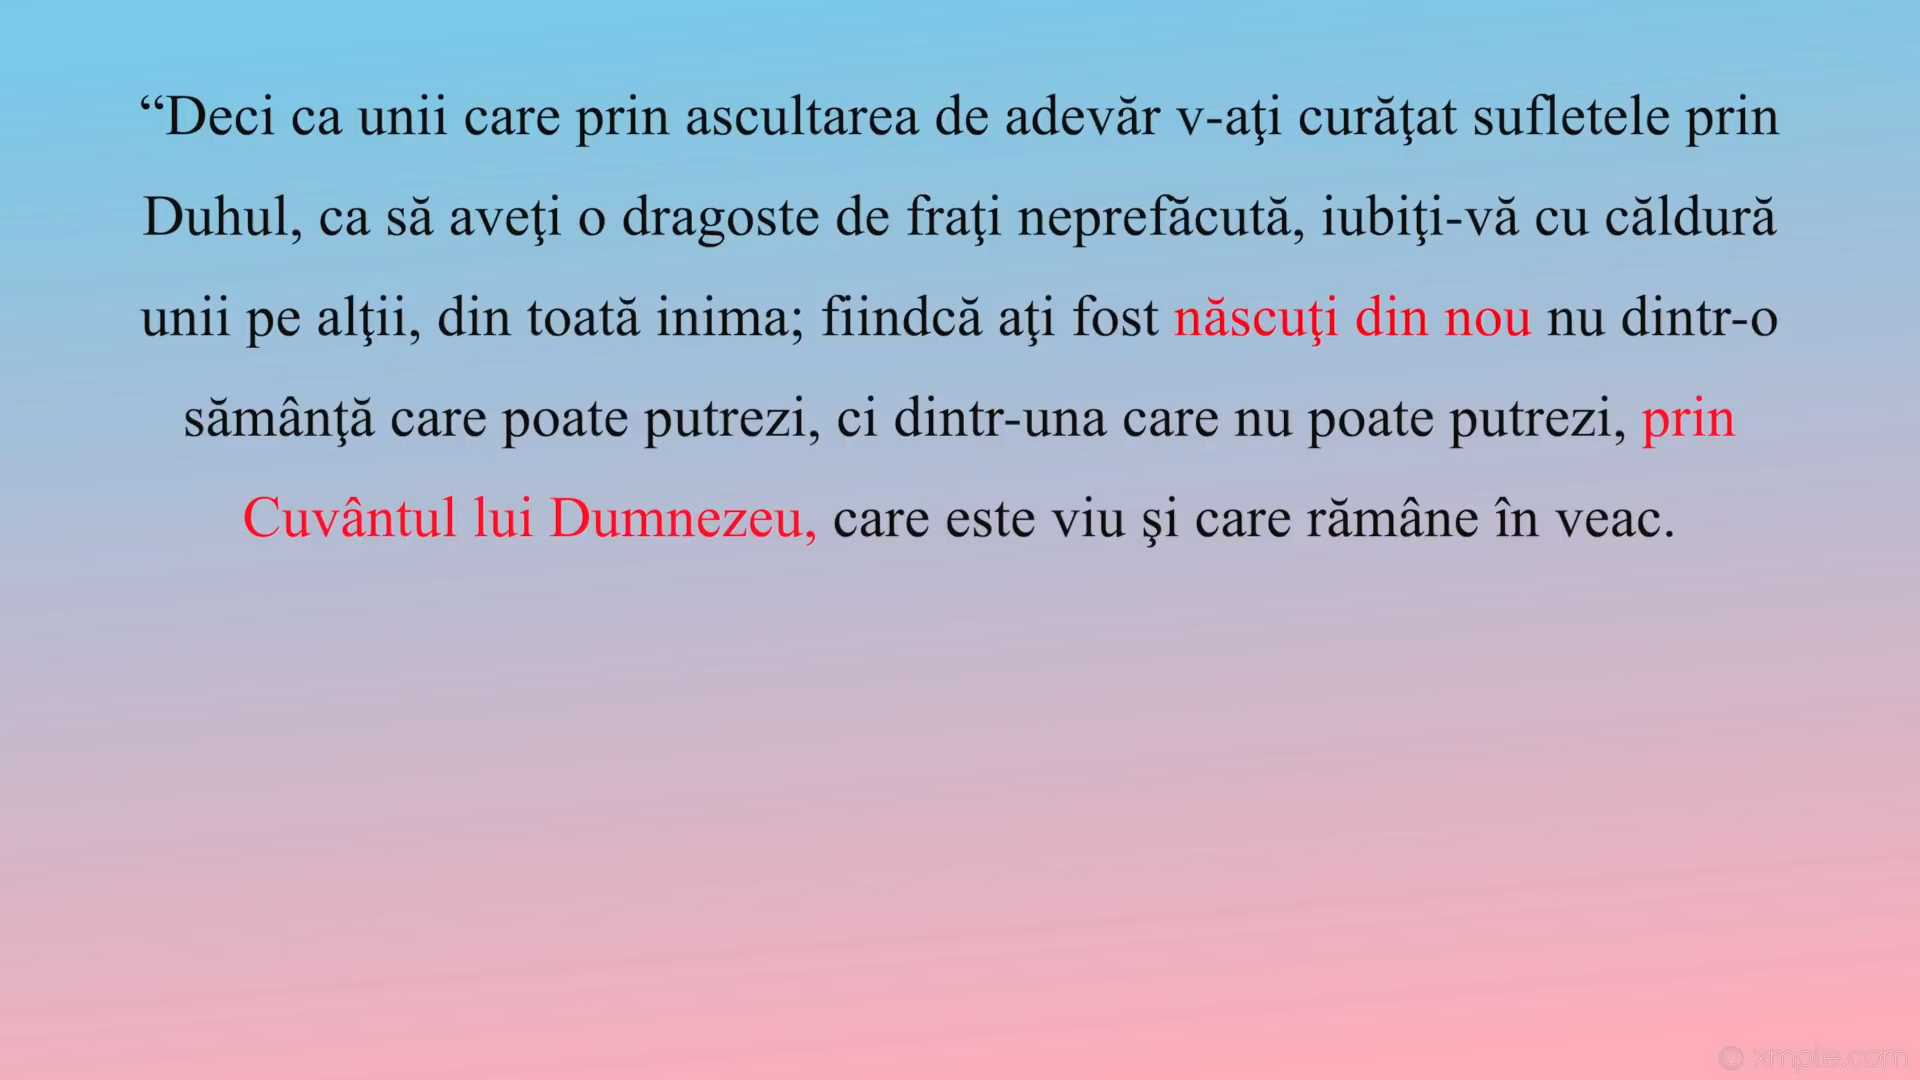 “Deci ca unii care prin ascultarea de adevăr v-aţi curăţat sufletele prin
Duhul, ca să aveţi o dragoste de fraţi neprefăcută, iubiţi-vă cu căldură
unii pe alţii, din toată inima; fiindcă aţi fost născuţi din nou nu dintr-o
sămânţă care poate putrezi, ci dintr-una care nu poate putrezi, prin
Cuvântul lui Dumnezeu, care este viu şi care rămâne în veac.
© xmple.com